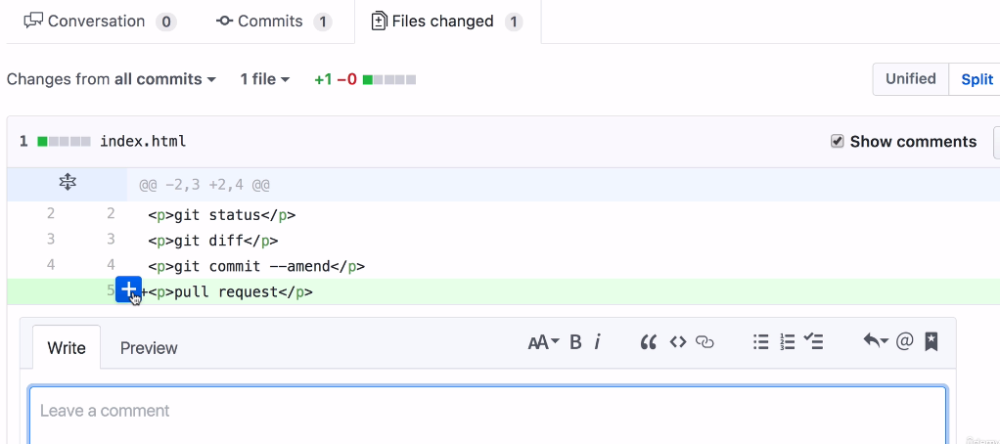 Conversation 0 Commits 1 Files changed 1
Changes from all commits 1 file +1 −0 Unified Split
1 index.html Show comments
@@ -2,3 +2,4 @@
2 2 <p>git status</p>
3 3 <p>git diff</p>
4 4 <p>git commit --amend</p>
5 +<p>pull request</p>
Write Preview AA B i @
Leave a comment